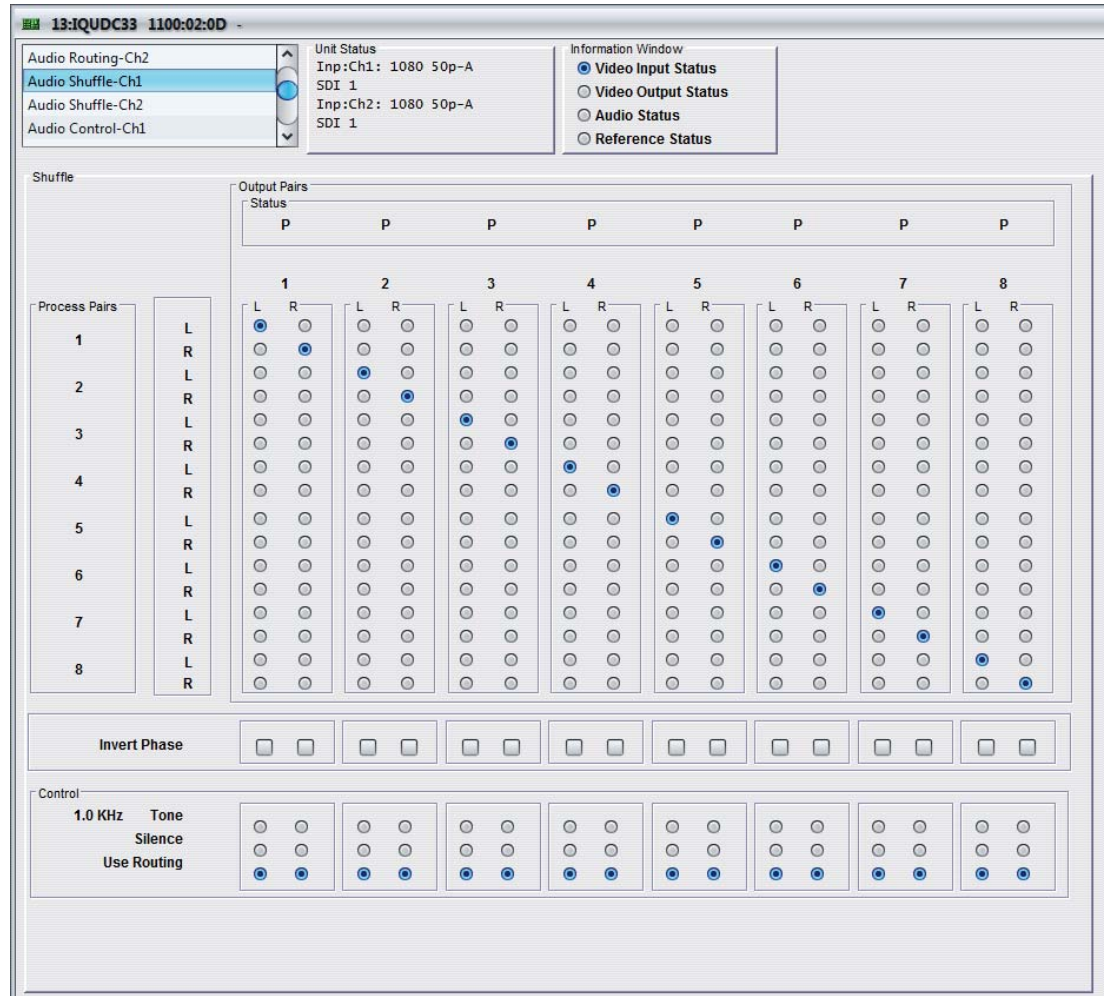 13:IQUDC33 1100:02:0D -
Audio Routing-Ch2
Audio Shuffle-Ch1
Audio Shuffle-Ch2
Audio Control-Ch1
Unit Status
Inp:Ch1: 1080 50p-A
SDI 1
Inp:Ch2: 1080 50p-A
SDI 1
Information Window
Video Input Status
Video Output Status
Audio Status
Reference Status
Shuffle
Output Pairs
Status
P P P P P P P P
1 2 3 4 5 6 7 8
Process Pairs
L R L R L R L R L R L R L R L R
1
L
R
2
L
R
3
L
R
4
L
R
5
L
R
6
L
R
7
L
R
8
L
R
Invert Phase
Control
1.0 KHz Tone
Silence
Use Routing